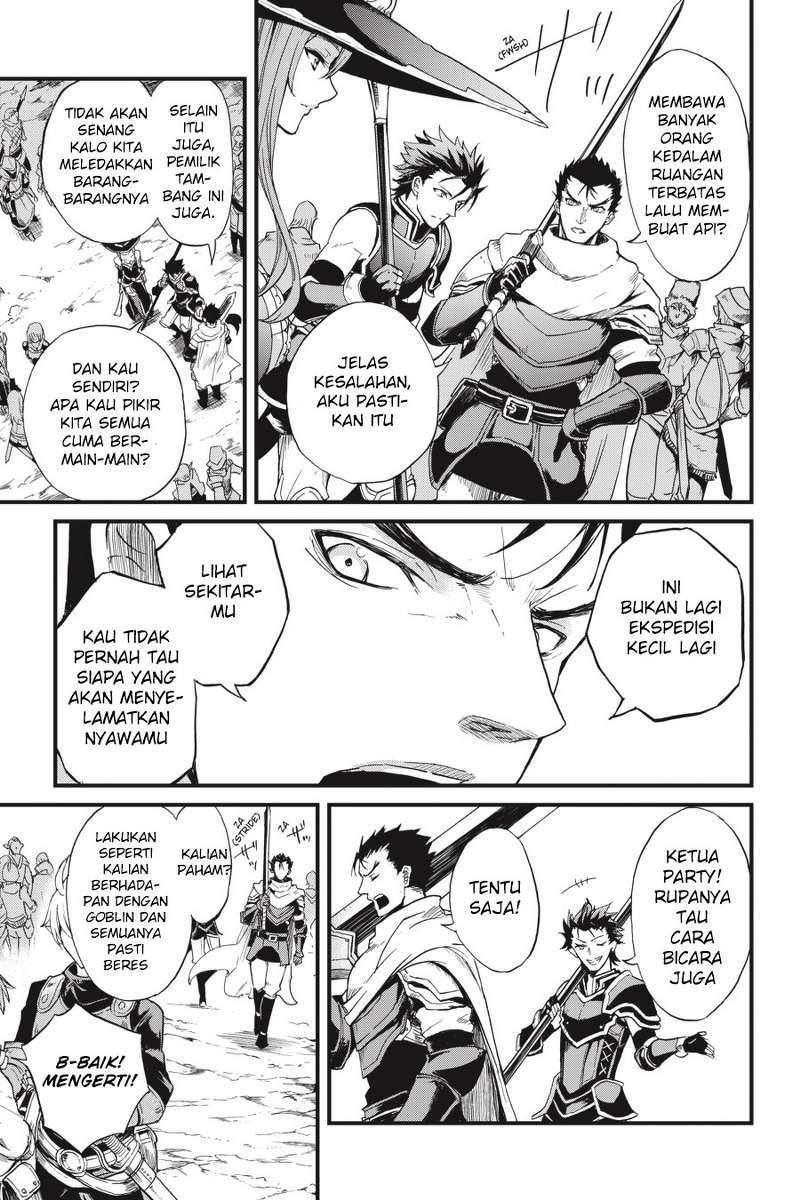 MEMBAWA
BANYAK
ORANG
KEDALAM
RUANGAN
TERBATAS
LALU MEM-
BUAT API?
ZA
(FWSH)
JELAS
KESALAHAN,
AKU PASTI-
KAN ITU
SELAIN
ITU
JUGA,
PEMILIK
TAM-
BANG INI
JUGA.
TIDAK AKAN
SENANG
KALO KITA
MELEDAKKAN
BARANG-
BARANGNYA
DAN KAU
SENDIRI?
APA KAU PIKIR
KITA SEMUA
CUMA BER-
MAIN-MAIN?
INI
BUKAN LAGI
EKSPEDISI
KECIL LAGI
LIHAT
SEKITAR-
MU
KAU TIDAK
PERNAH TAU
SIAPA YANG
AKAN MENYE-
LAMATKAN
NYAWAMU
KETUA
PARTY!
RUPANYA
TAU
CARA
BICARA
JUGA
TENTU
SAJA!
ZA
ZA
(STRIDE)
KALIAN
PAHAM?
LAKUKAN
SEPERTI
KALIAN
BERHADA-
PAN DENGAN
GOBLIN DAN
SEMUANYA
PASTI
BERES
B-BAIK!
MENGERTI!